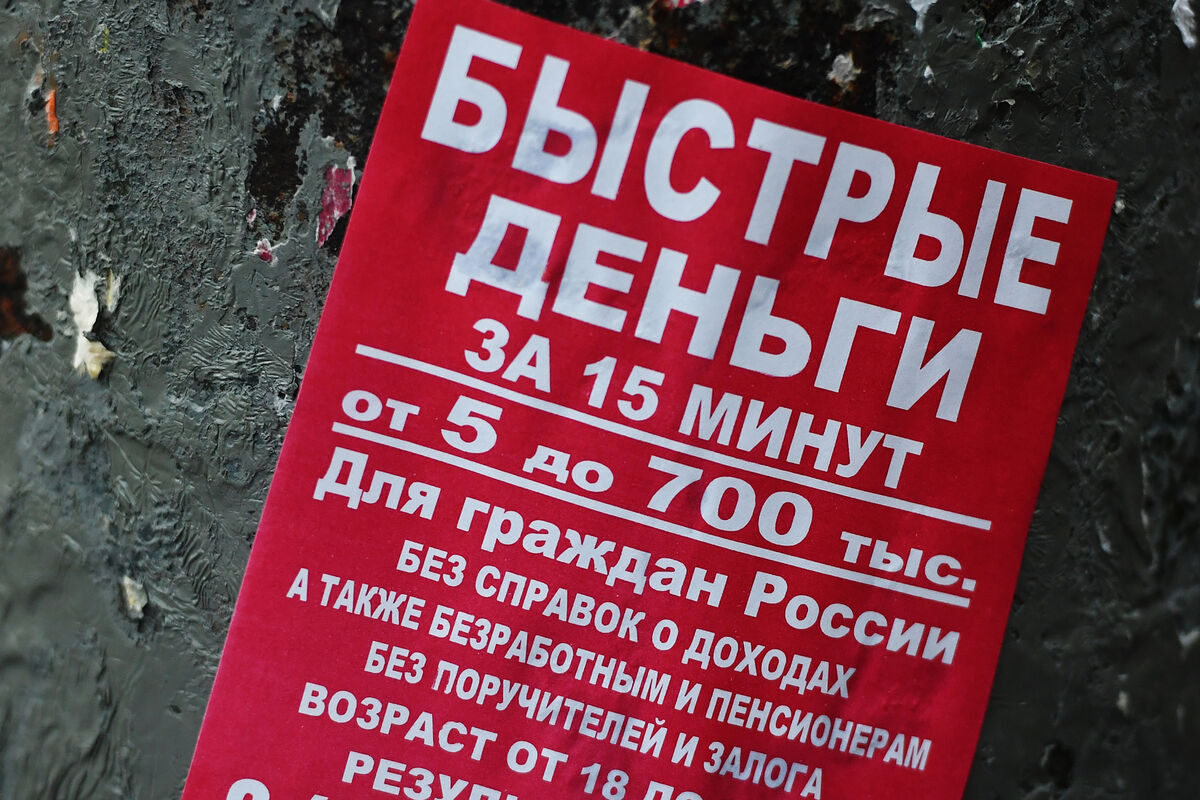 БЫСТРЫЕ
ДЕНЬГИ
ЗА 15 МИНУТ
от 5 до 700 тыс.
Для граждан России
БЕЗ СПРАВОК О ДОХОДАХ
А ТАКЖЕ БЕЗРАБОТНЫМ И ПЕНСИОНЕРАМ
БЕЗ ПОРУЧИТЕЛЕЙ И ЗАЛОГА
ВОЗРАСТ ОТ 18 ДО